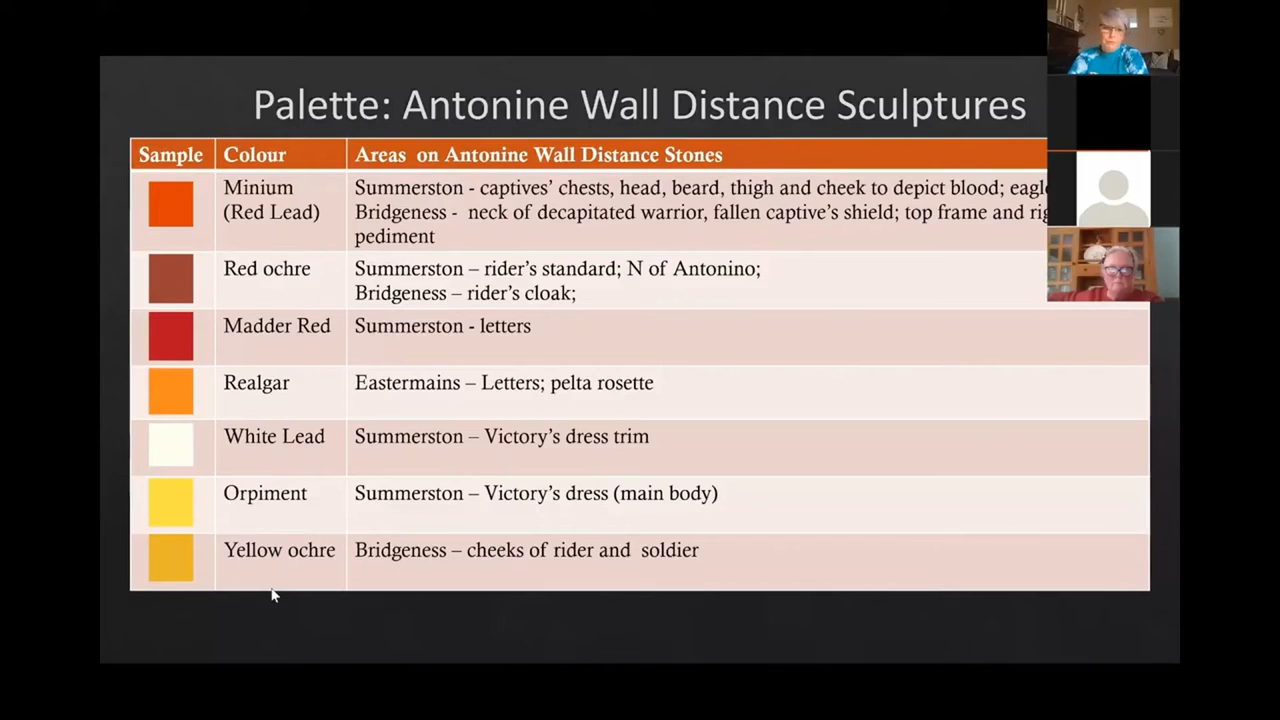 Palette: Antonine Wall Distance Sculptures
Sample Colour Areas on Antonine Wall Distance Stones
Minium Summerston - captives' chests, head, beard, thigh and cheek to depict blood;
(Red Lead) Bridgeness - neck of decapitated warrior, fallen captive's shield; top frame and
pediment
Red ochre Summerston – rider's standard; N of Antonino;
Bridgeness – rider's cloak;
Madder Red Summerston - letters
Realgar Eastermains – Letters; pelta rosette
White Lead Summerston – Victory's dress trim
Orpiment Summerston – Victory's dress (main body)
Yellow ochre Bridgeness – cheeks of rider and soldier